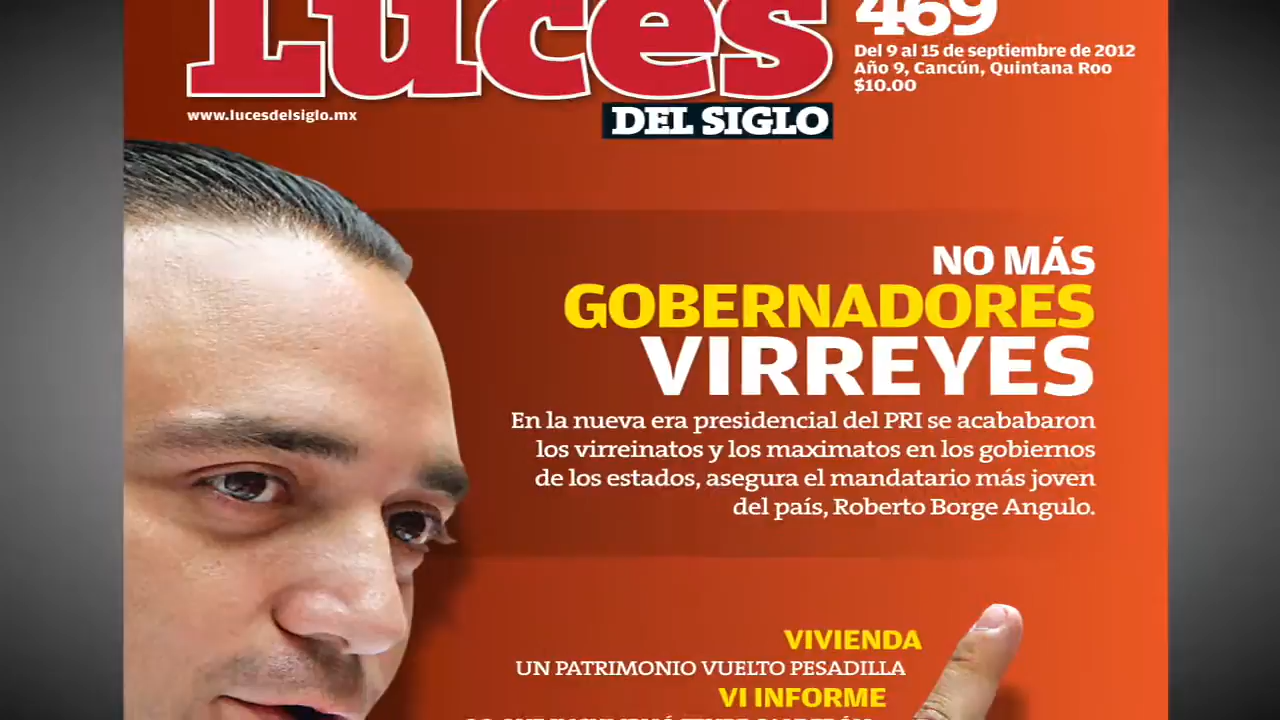 Luces
DEL SIGLO
www.lucesdelsiglo.mx
469
Del 9 al 15 de septiembre de 2012
Año 9, Cancún, Quintana Roo
$10.00
NO MÁS
GOBERNADORES
VIRREYES
En la nueva era presidencial del PRI se acababaron
los virreinatos y los maximatos en los gobiernos
de los estados, asegura el mandatario más joven
del país, Roberto Borge Angulo.
VIVIENDA
UN PATRIMONIO VUELTO PESADILLA
VI INFORME